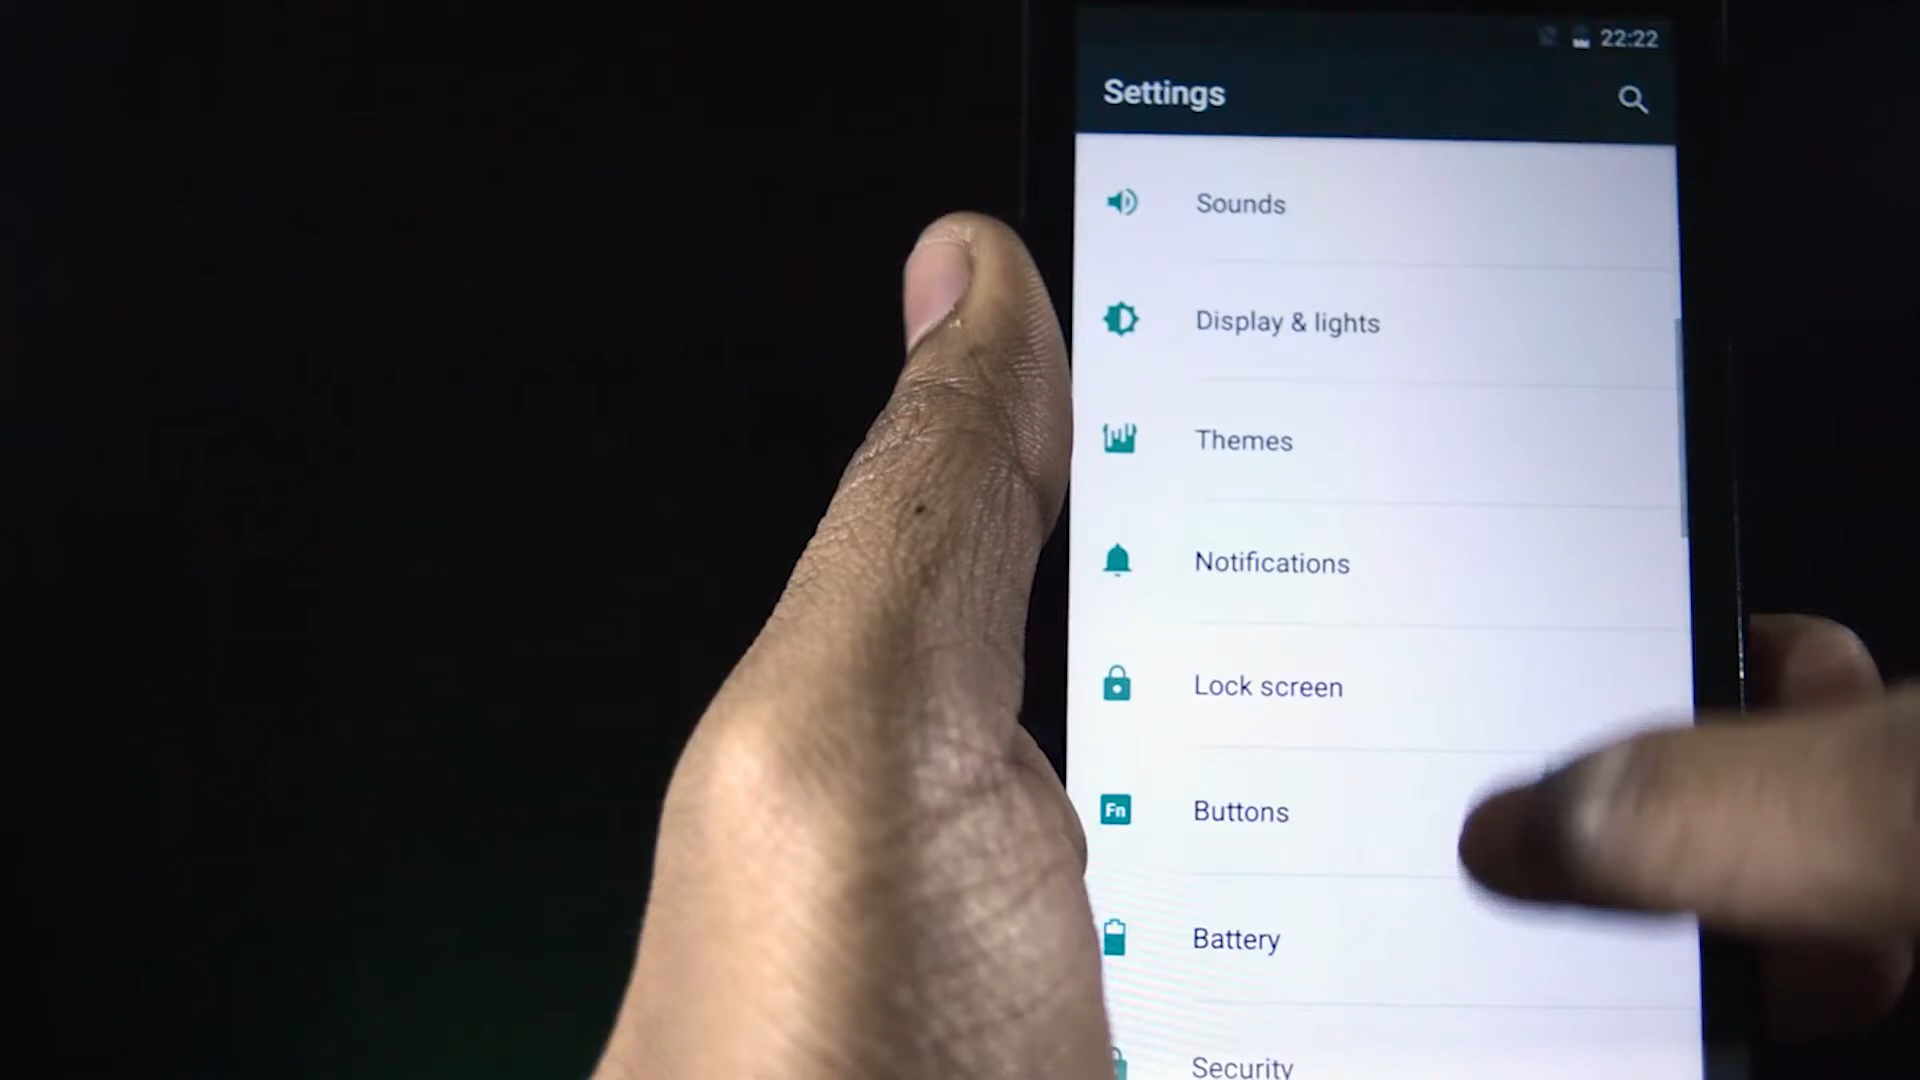 22:22
Settings
Sounds
Display & lights
Themes
Notifications
Lock screen
Fn
Buttons
Battery
Security